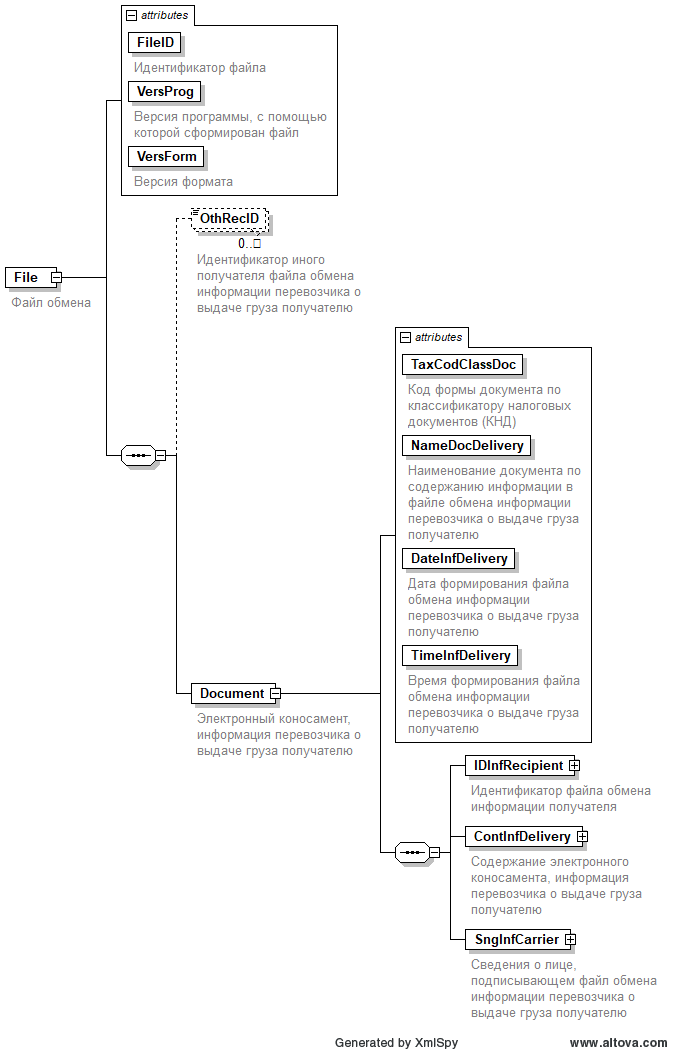 attributes
FileID
Идентификатор файла
VersProg
Версия программы, с помощью
которой сформирован файл
VersForm
Версия формата
OthRecID
0..□
Идентификатор иного
получателя файла обмена
информации перевозчика о
выдаче груза получателю
File
Файл обмена
attributes
TaxCodClassDoc
Код формы документа по
классификатору налоговых
документов (КНД)
NameDocDelivery
Наименование документа по
содержанию информации в
файле обмена информации
перевозчика о выдаче груза
получателю
DateInfDelivery
Дата формирования файла
обмена информации
перевозчика о выдаче груза
получателю
TimeInfDelivery
Время формирования файла
обмена информации
перевозчика о выдаче груза
получателю
Document
Электронный коносамент,
информация перевозчика о
выдаче груза получателю
IDInfRecipient
Идентификатор файла обмена
информации получателя
ContInfDelivery
Содержание электронного
коносамента, информация
перевозчика о выдаче груза
получателю
SngInfCarrier
Сведения о лице,
подписывающем файл обмена
информации перевозчика о
выдаче груза получателю
Generated by XmlSpy
www.altova.com